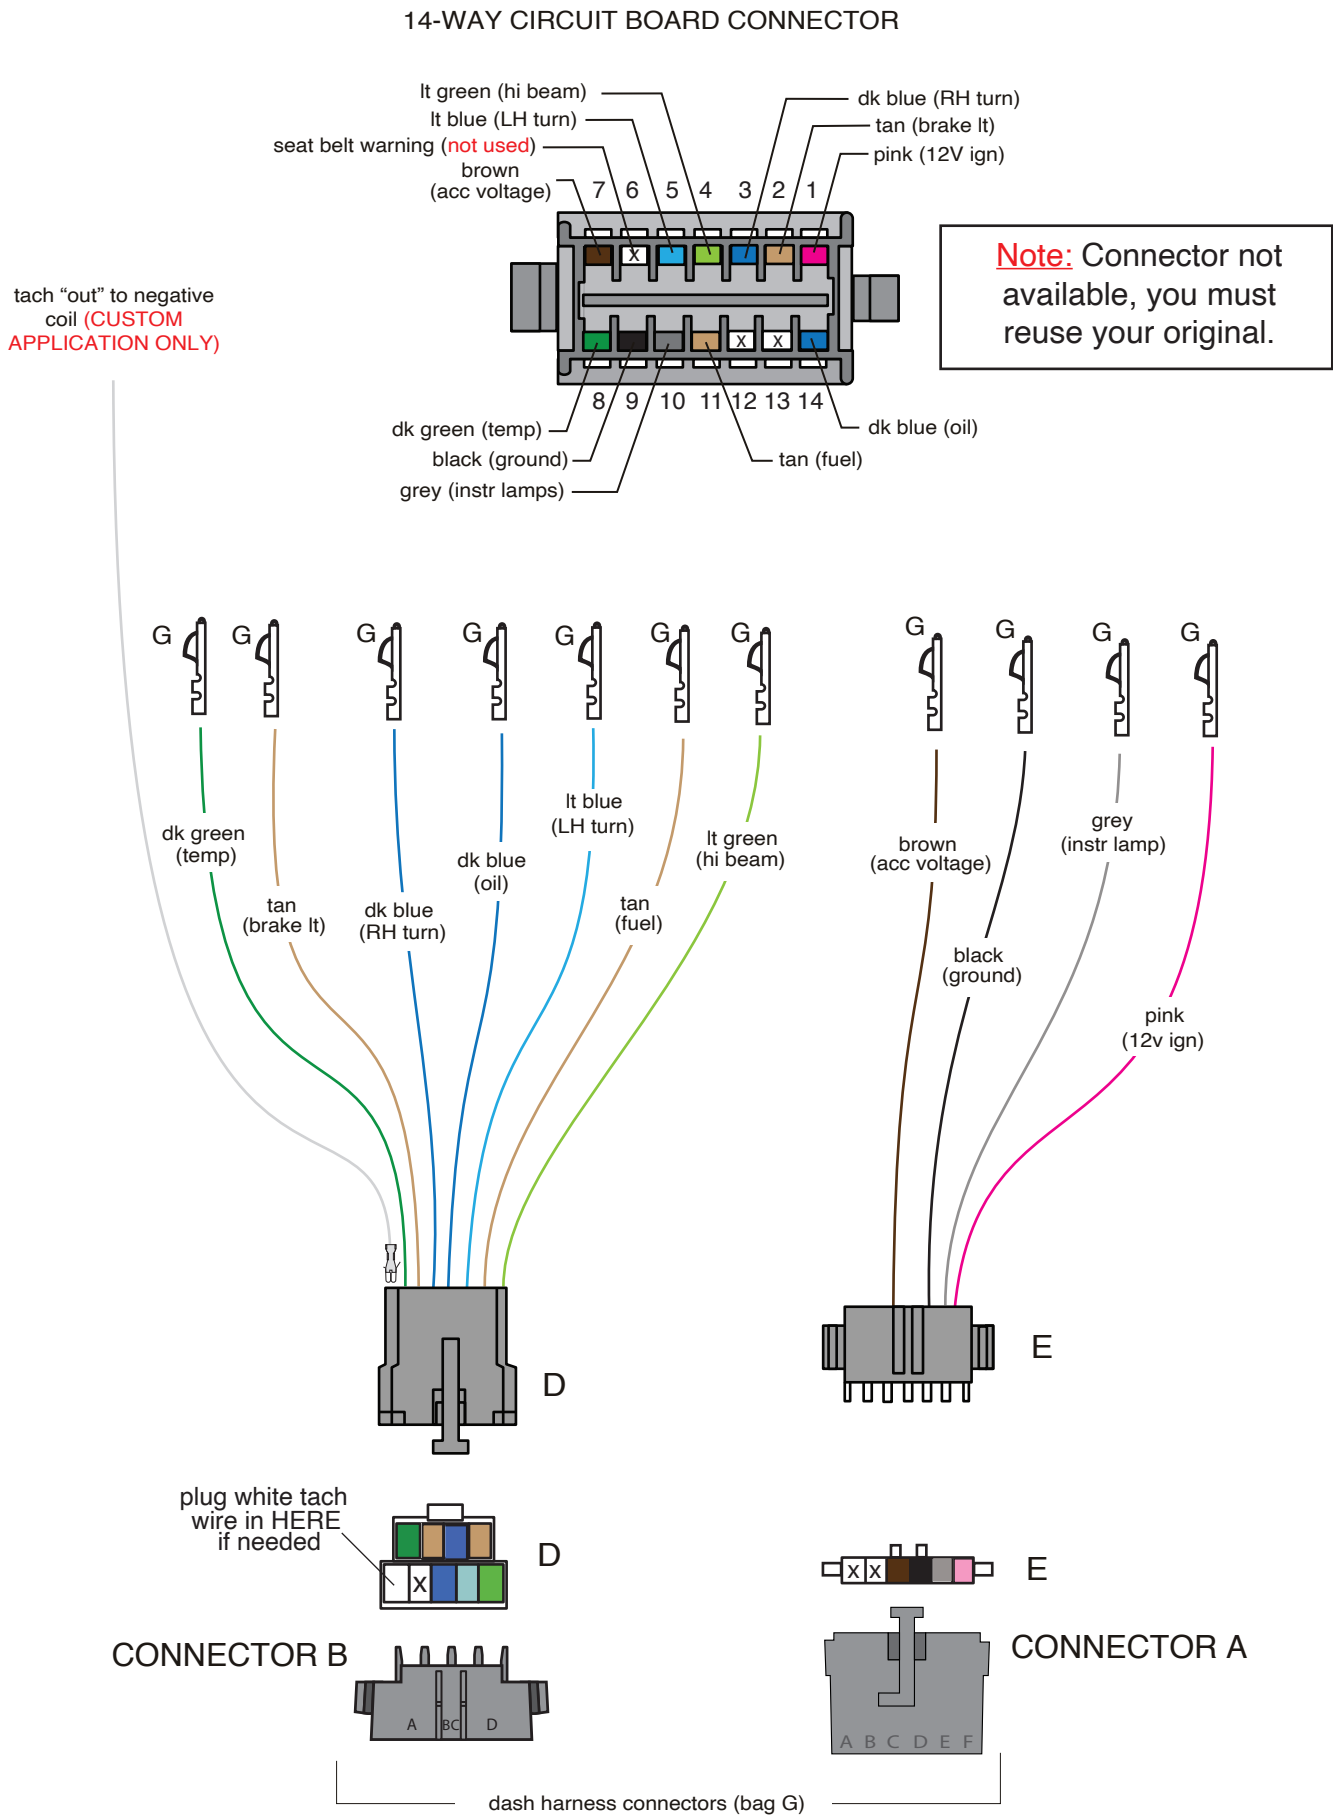 14-WAY CIRCUIT BOARD CONNECTOR
lt green (hi beam)
lt blue (LH turn)
seat belt warning (not used)
brown
(acc voltage)
dk blue (RH turn)
tan (brake lt)
pink (12V ign)
7 6 5 4 3 2 1
X
X X
8 9 10 11 12 13 14
dk green (temp)
black (ground)
grey (instr lamps)
dk blue (oil)
tan (fuel)
Note: Connector not
available, you must
reuse your original.
tach “out” to negative
coil (CUSTOM
APPLICATION ONLY)
G G G G G G G G G G G
dk green
(temp)
tan
(brake lt)
dk blue
(RH turn)
dk blue
(oil)
lt blue
(LH turn)
tan
(fuel)
lt green
(hi beam)
brown
(acc voltage)
black
(ground)
grey
(instr lamp)
pink
(12v ign)
D
E
plug white tach
wire in HERE
if needed
X
D
X X
E
CONNECTOR B
A BC D
CONNECTOR A
A B C D E F
dash harness connectors (bag G)